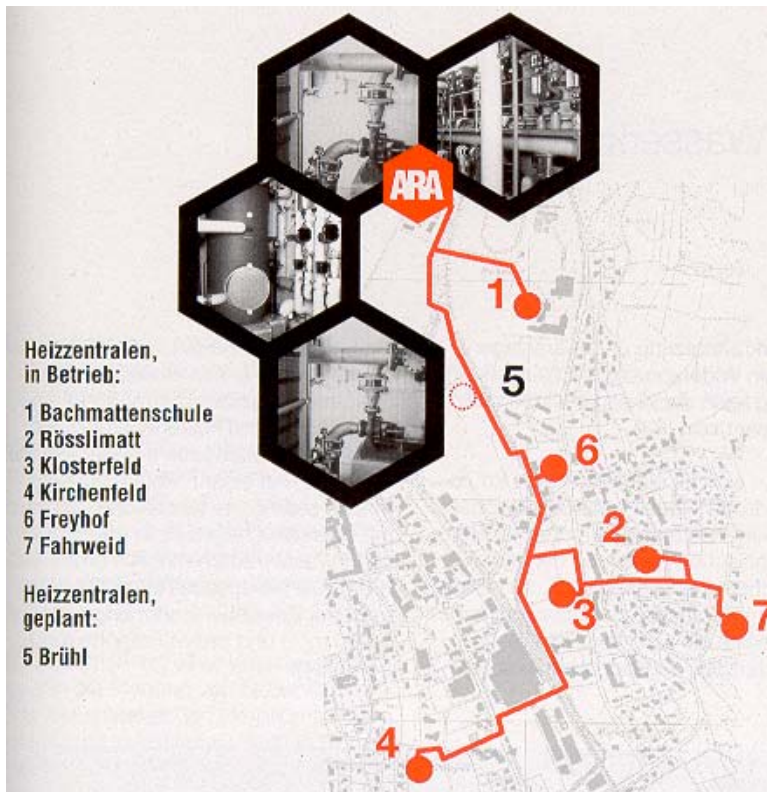 wasser
ARA
1
5
6
2
3
7
4
Heizzentralen,
in Betrieb:
1 Bachmattenschule
2 Rösslimatt
3 Klosterfeld
4 Kirchenfeld
6 Freyhof
7 Fahrweid
Heizzentralen,
geplant:
5 Brühl